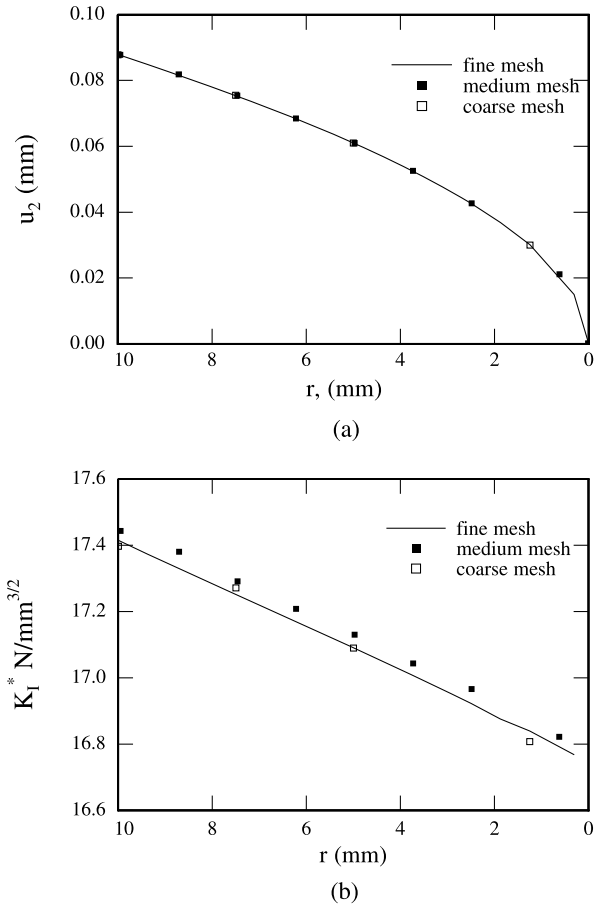 0.10
0.08
0.06
0.04
0.02
0.00
u2 (mm)
fine mesh
medium mesh
coarse mesh
10 8 6 4 2 0
r, (mm)
(a)
17.6
17.4
17.2
17.0
16.8
16.6
KI* N/mm3/2
fine mesh
medium mesh
coarse mesh
10 8 6 4 2 0
r (mm)
(b)